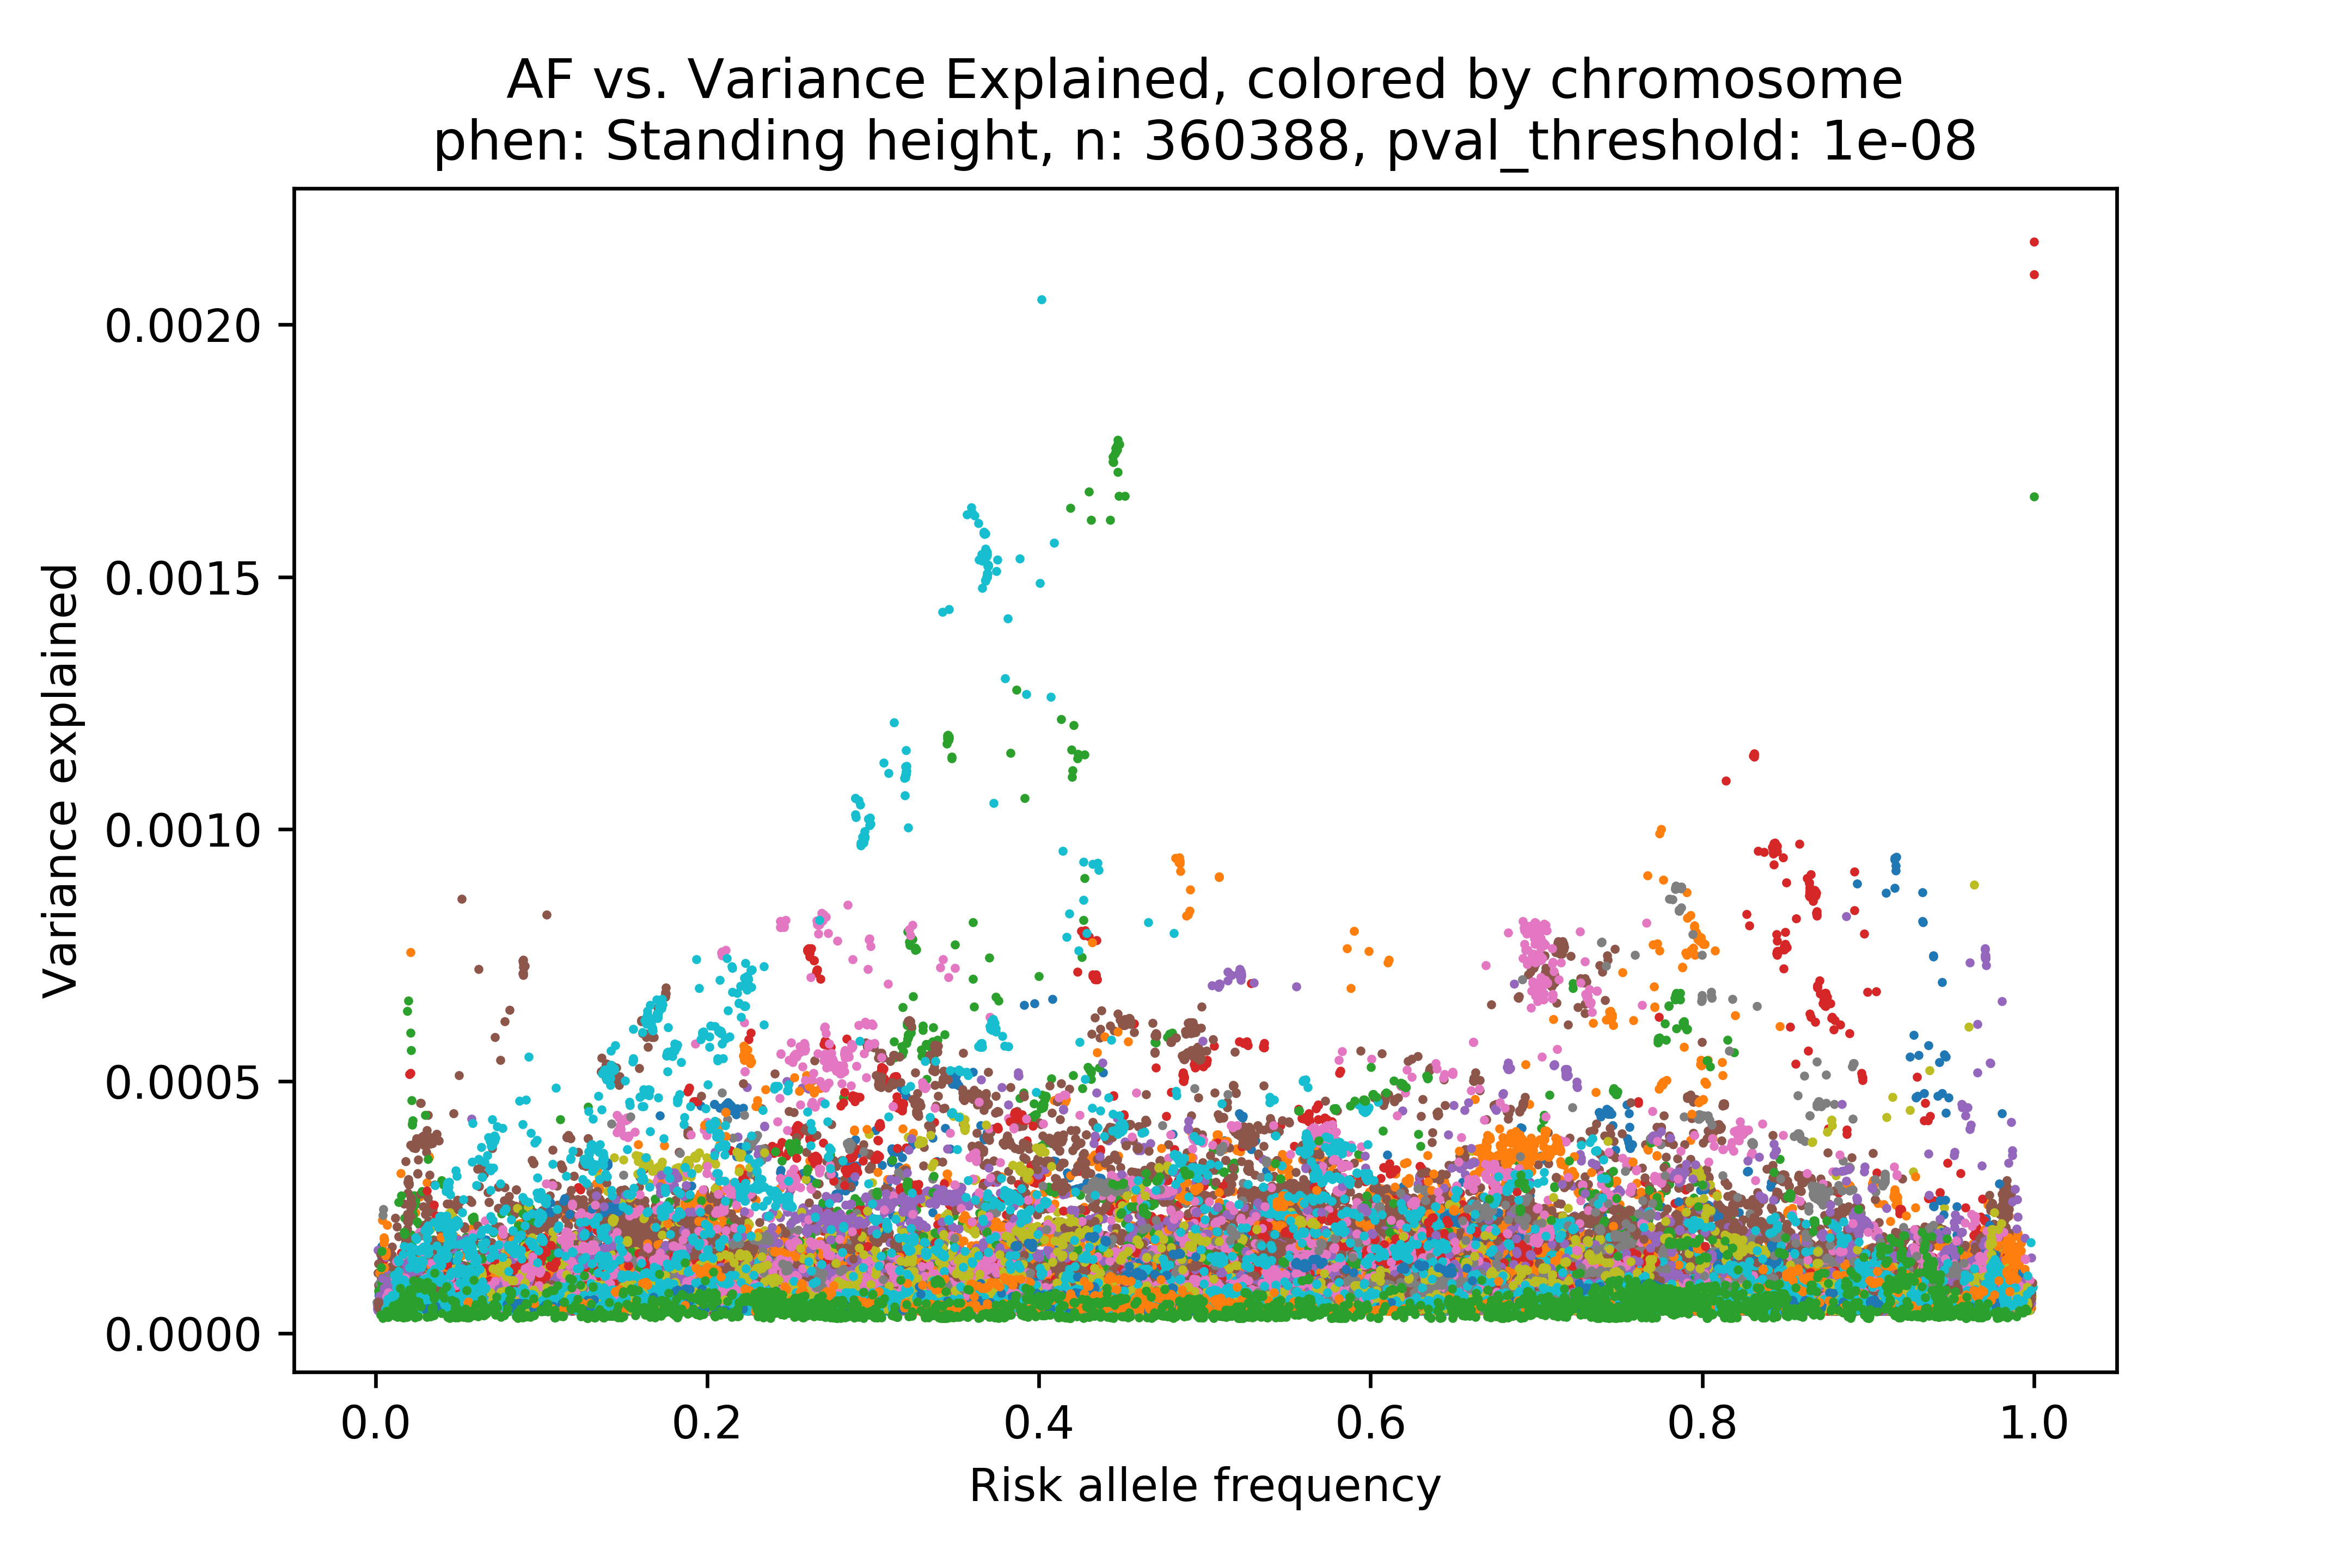 AF vs. Variance Explained, colored by chromosome
phen: Standing height, n: 360388, pval_threshold: 1e-08
Variance explained
0.0020
0.0015
0.0010
0.0005
0.0000
0.0 0.2 0.4 0.6 0.8 1.0
Risk allele frequency